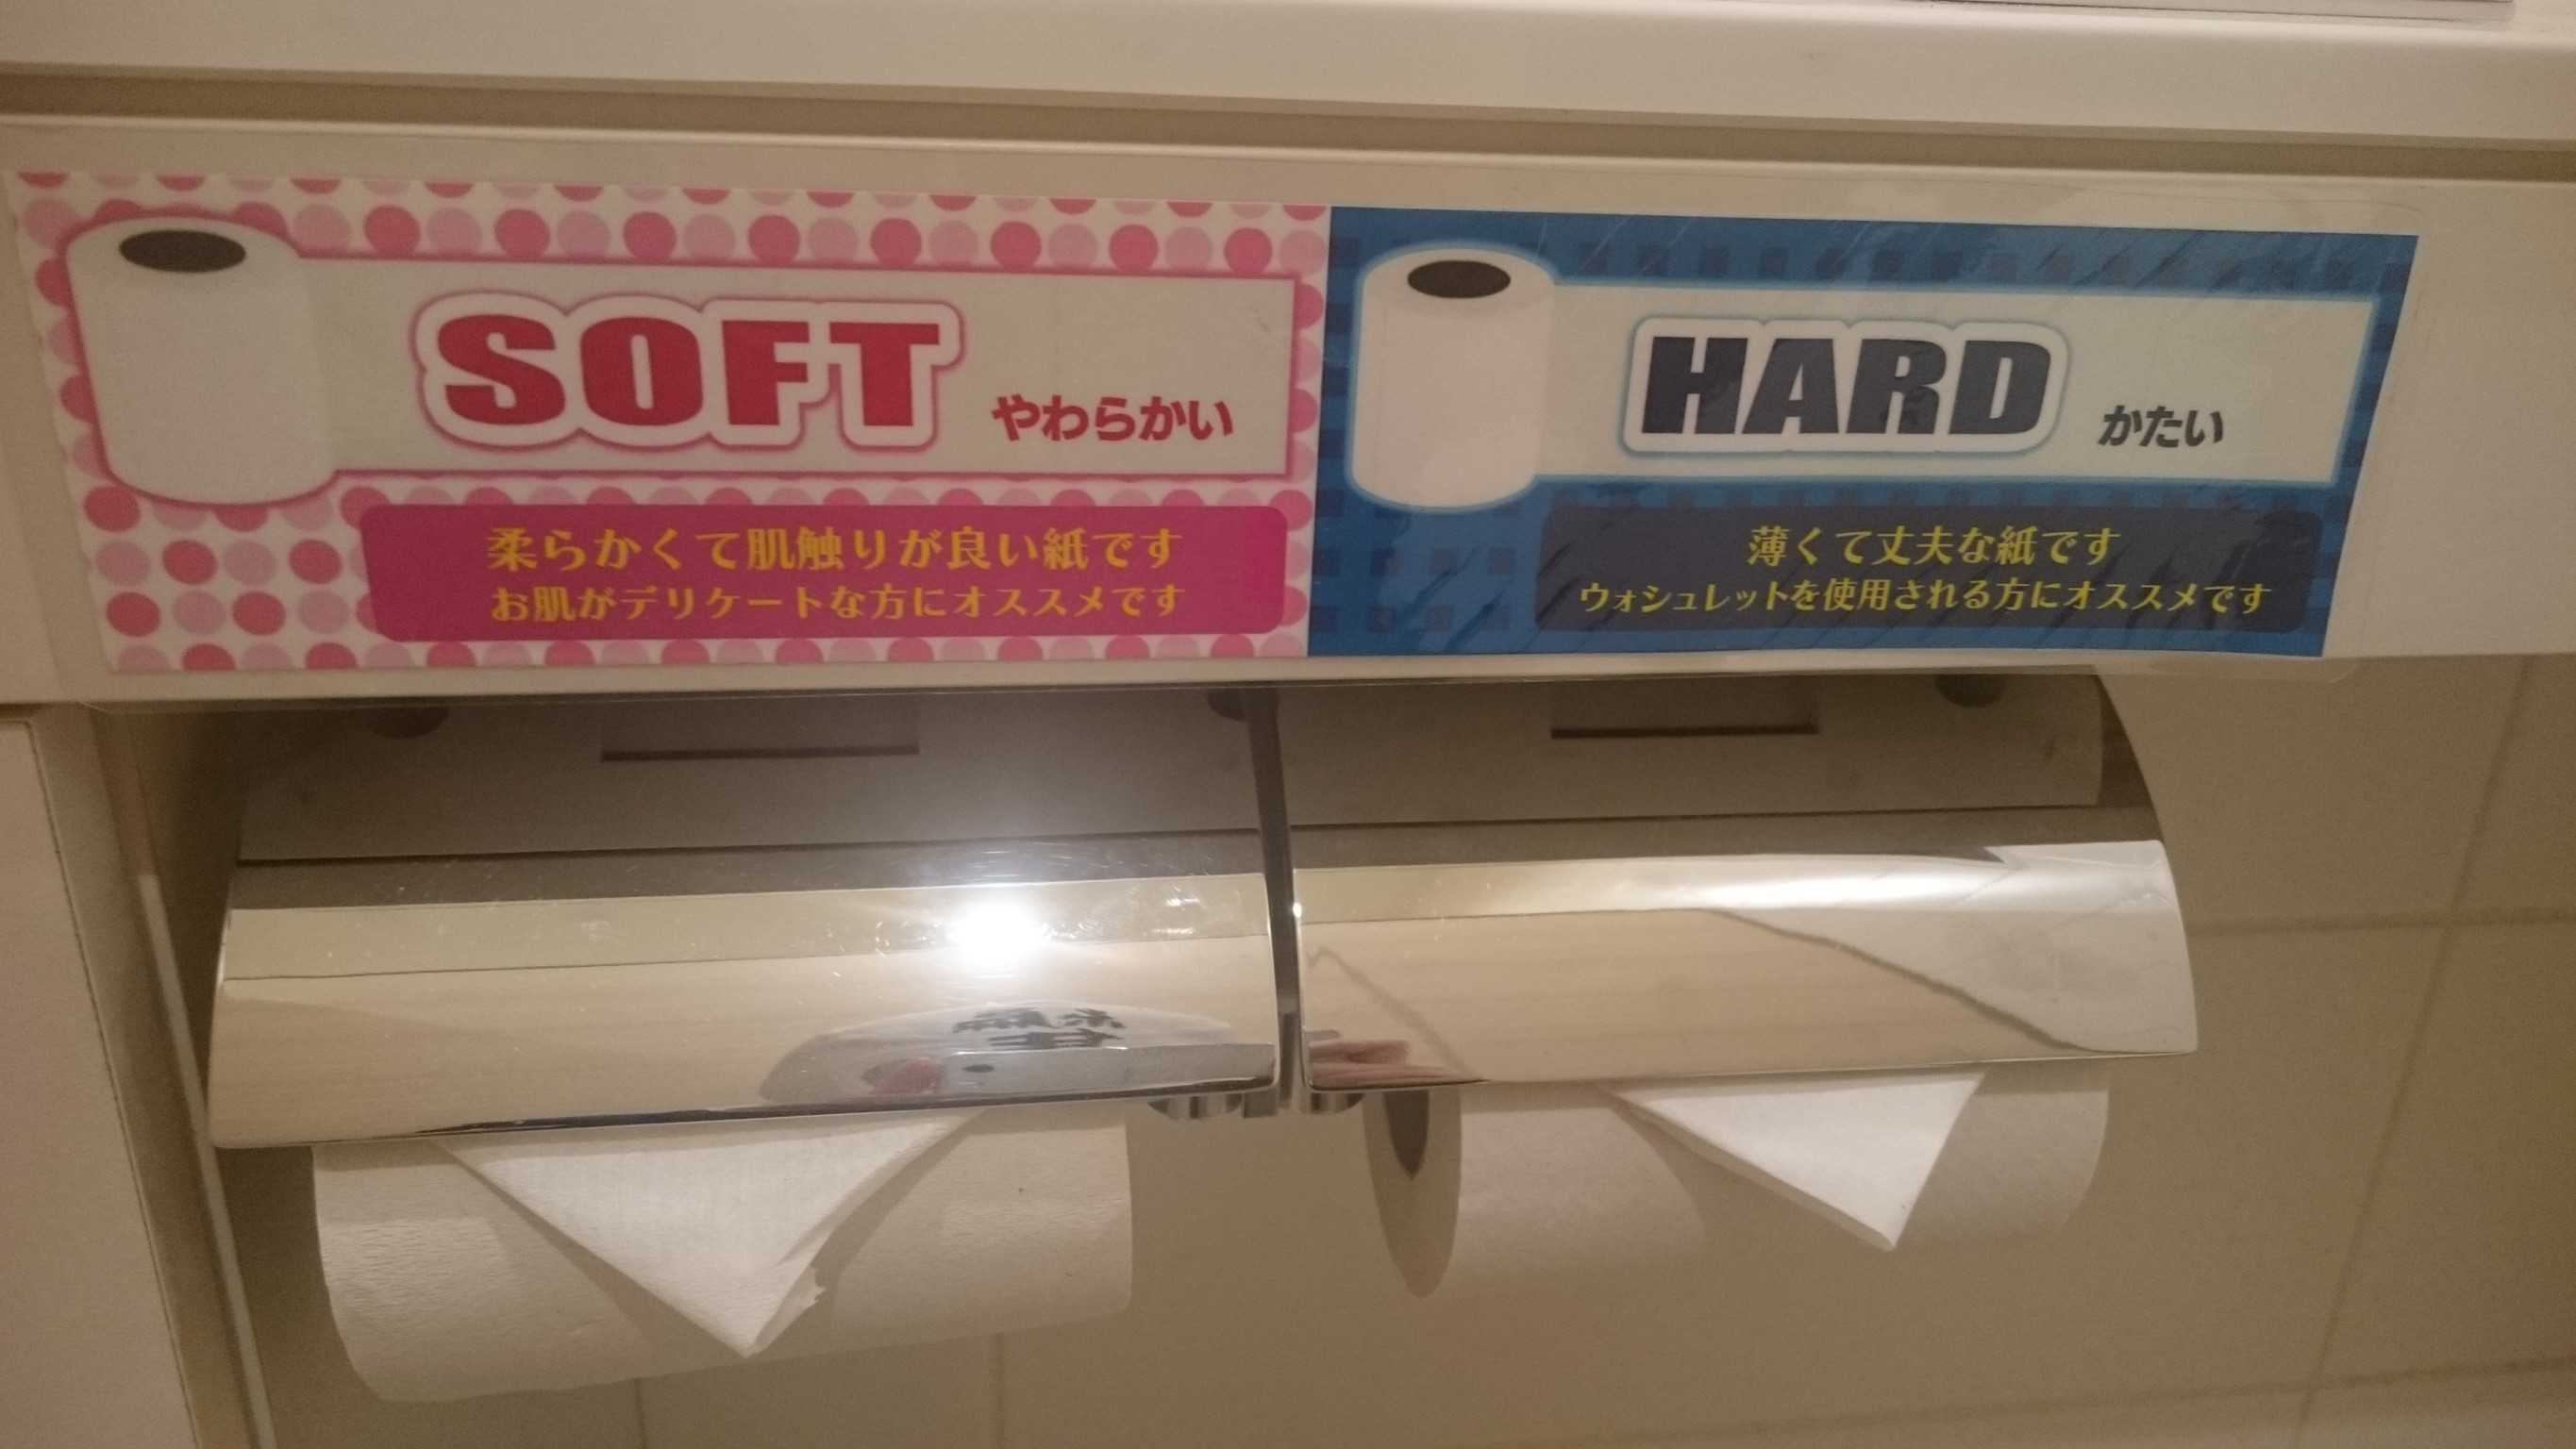 SOFT やわらかい
柔らかくて肌触りが良い紙です
お肌がデリケートな方にオススメです
HARD かたい
薄くて丈夫な紙です
ウォシュレットを使用される方にオススメです